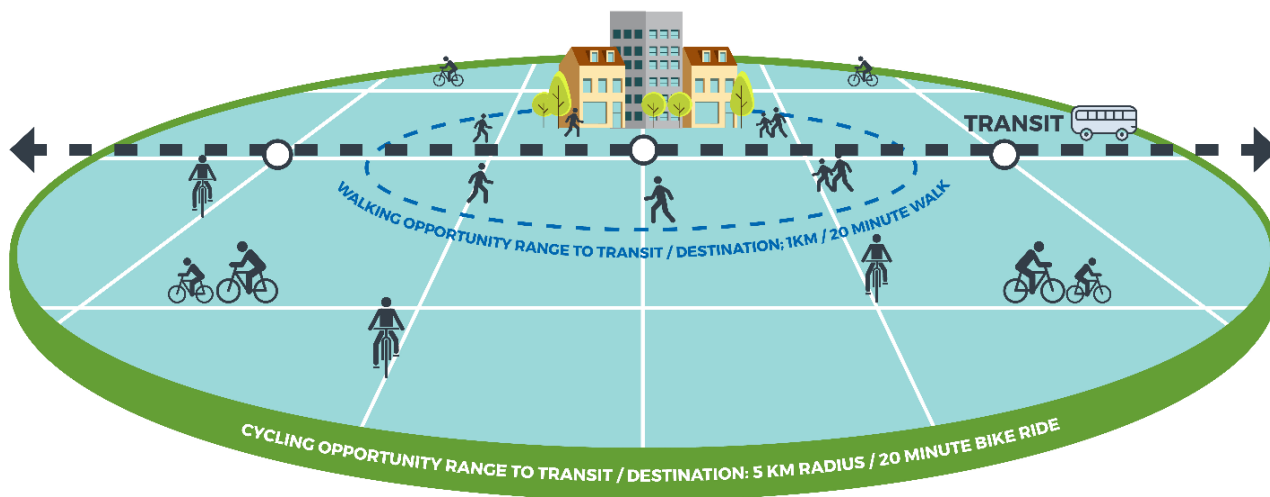 TRANSIT
WALKING OPPORTUNITY RANGE TO TRANSIT / DESTINATION; 1KM / 20 MINUTE WALK
CYCLING OPPORTUNITY RANGE TO TRANSIT / DESTINATION: 5 KM RADIUS / 20 MINUTE BIKE RIDE